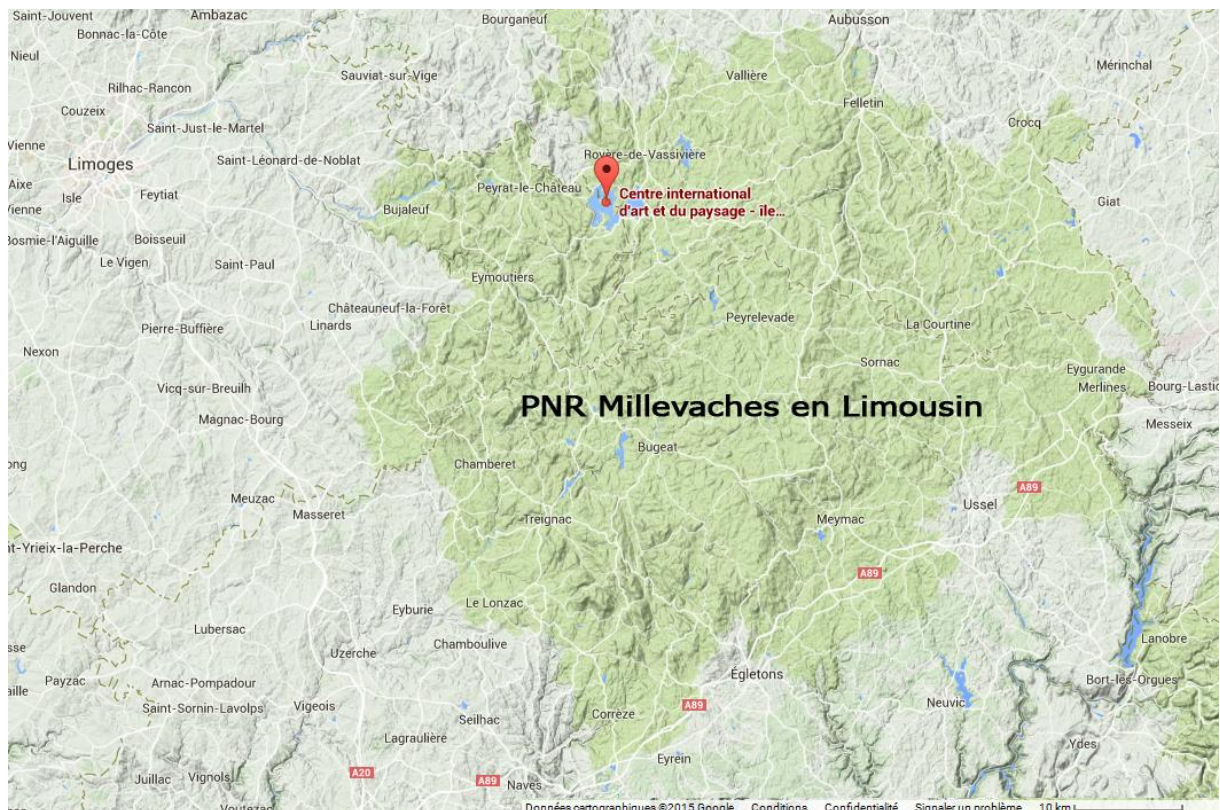 Saint-Jouvent
Ambazac
Bourganeuf
Aubusson
Bonnac-la-Côte
Nieul
Sauviat-sur-Vige
Vallière
Mérinchal
Rilhac-Rancon
Couzeix
Felletin
Crocq
Saint-Just-le-Martel
Vienne
Limoges
Saint-Léonard-de-Noblat
Royère-de-Vassivière
Aixe
Vienne
Isle
Feytiat
Peyrat-le-Château
Centre international
d'art et du paysage - île...
Giat
Bujaleuf
Bosmie-l'Aiguille
Boisseuil
Le Vigen
Saint-Paul
Eymoutiers
Châteauneuf-la-Forêt
Linards
Peyrelevade
La Courtine
Pierre-Buffière
Nexon
Sornac
Eygurande
Merlines
Bourg-Lastic
Vicq-sur-Breuilh
PNR Millevaches en Limousin
Magnac-Bourg
Messeix
ong
Bugeat
Chamberet
A89
Meuzac
Masseret
Ussel
Treignac
Meymac
nt-Yrieix-la-Perche
A89
Glandon
Eyburie
Le Lonzac
Lubersac
Uzerche
Chamboulive
Lanobre
sse
Payzac
aille
Arnac-Pompadour
Égletons
Bort-les-Orgues
Saint-Sornin-Lavolps
Vigeois
Seilhac
Corrèze
A89
Neuvic
Lagraulière
Ydes
Eyrein
Juillac
Vignols
A20
A89
Naves
Voutezac
Données cartographiques ©2015 Google Conditions Confidentialité Signaler un problème 10 km